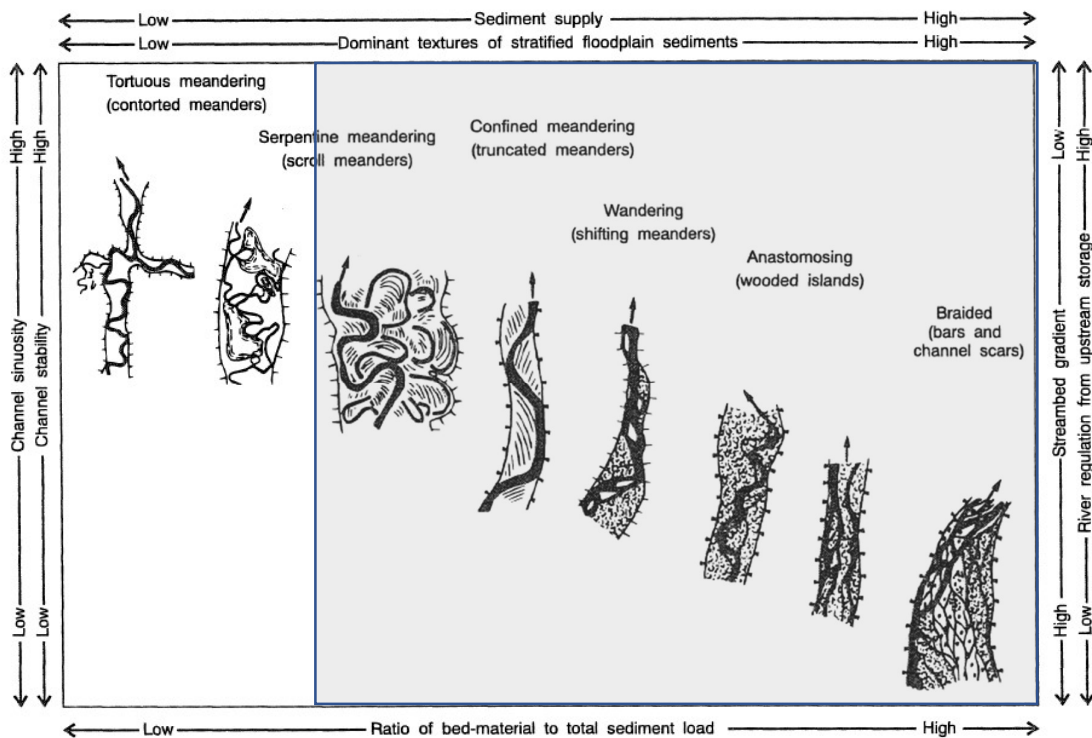 Low Sediment supply High
Low Dominant textures of stratified floodplain sediments High
Tortuous meandering
(contorted meanders)
Serpentine meandering
(scroll meanders)
Confined meandering
(truncated meanders)
Wandering
(shifting meanders)
Anastomosing
(wooded islands)
Braided
(bars and
channel scars)
Low Channel sinuosity High
Low Channel stability High
High Streambed gradient Low
Low River regulation from upstream storage High
Low Ratio of bed-material to total sediment load High